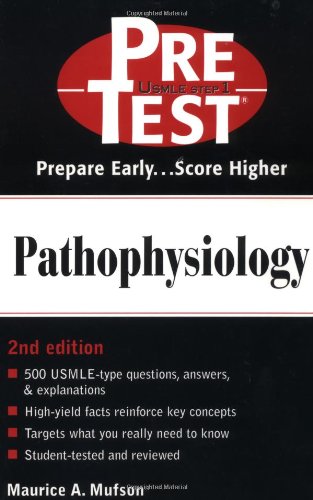 PRE
USMLE STEP 1
TEST®
Prepare Early...Score Higher
Pathophysiology
2nd edition
500 USMLE-type questions, answers,
& explanations
High-yield facts reinforce key concepts
Targets what you really need to know
Student-tested and reviewed
Maurice A. Mufson